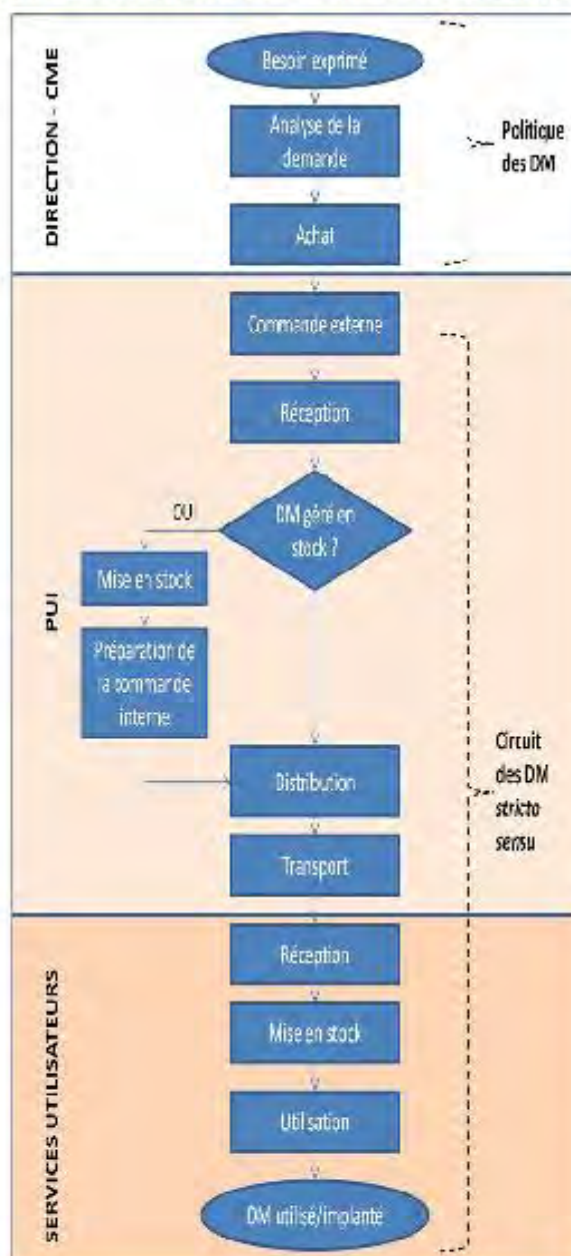 DIRECTION - CME
Besoin exprimé
Analyse de la
demande
Achat
Politique
des DM
PUI
Commande externe
Réception
DM géré en
stock ?
OUI
Mise en stock
Préparation de
la commande
interne
Distribution
Transport
Circuit
des DM
stricto
sensu
SERVICES UTILISATEURS
Réception
Mise en stock
Utilisation
DM utilisé/implanté